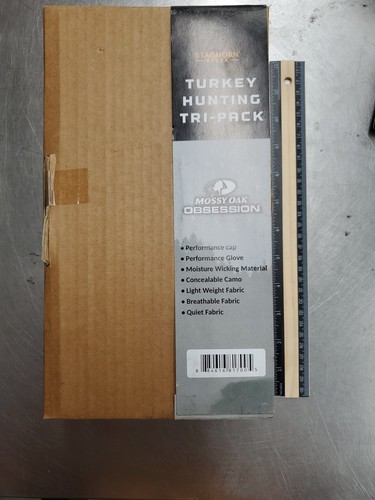 STAGHORN
RIVER
TURKEY
HUNTING
TRI-PACK
MOSSY OAK
OBSESSION
• Performance cap
• Performance Glove
• Moisture Wicking Material
• Concealable Camo
• Light Weight Fabric
• Breathable Fabric
• Quiet Fabric